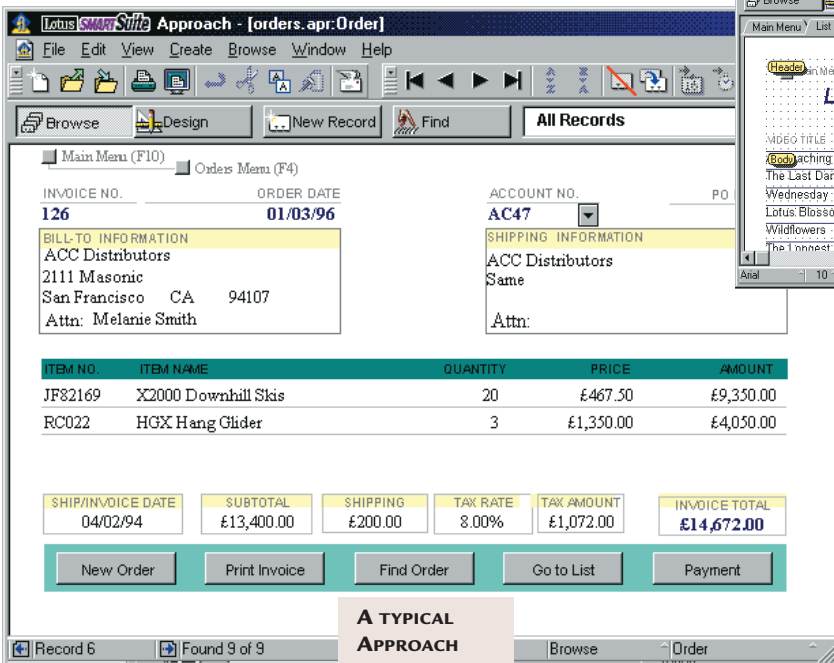 Lotus SMARTSuite Approach - [orders.apr:Order]
File Edit View Create Browse Window Help
Browse Design New Record Find All Records
Main Menu (F10)
Orders Menu (F4)
INVOICE NO. ORDER DATE ACCOUNT NO. PO
126 01/03/96 AC47
BILL-TO INFORMATION SHIPPING INFORMATION
ACC Distributors ACC Distributors
2111 Masonic Same
San Francisco CA 94107
Attn: Melanie Smith Attn:
ITEM NO. ITEM NAME QUANTITY PRICE AMOUNT
JF82169 X2000 Downhill Skis 20 £467.50 £9,350.00
RC022 HGX Hang Glider 3 £1,350.00 £4,050.00
SHIP/INVOICE DATE SUBTOTAL SHIPPING TAX RATE TAX AMOUNT INVOICE TOTAL
04/02/94 £13,400.00 £200.00 8.00% £1,072.00 £14,672.00
New Order Print Invoice Find Order Go to List Payment
A TYPICAL
APPROACH
Record 6 Found 9 of 9 Browse Order
Browse
Main Menu List
Header
VIDEO TITLE
Body aching
The Last Dan
Wednesday
Lotus Blosso
Wildflowers
The Longest
Arial 10